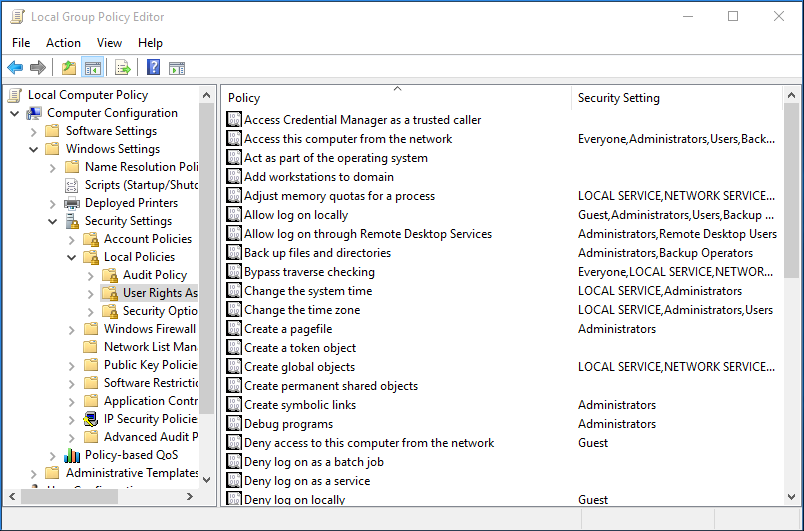 Local Group Policy Editor
File Action View Help
Local Computer Policy
Computer Configuration
Software Settings
Windows Settings
Name Resolution Poli
Scripts (Startup/Shutd
Deployed Printers
Security Settings
Account Policies
Local Policies
Audit Policy
User Rights As
Security Optio
Windows Firewall
Network List Man
Public Key Policie
Software Restrictic
Application Contr
IP Security Policie
Advanced Audit P
Policy-based QoS
Administrative Templates
Policy Security Setting
Access Credential Manager as a trusted caller
Access this computer from the network Everyone,Administrators,Users,Back...
Act as part of the operating system
Add workstations to domain
Adjust memory quotas for a process LOCAL SERVICE,NETWORK SERVICE...
Allow log on locally Guest,Administrators,Users,Backup ...
Allow log on through Remote Desktop Services Administrators,Remote Desktop Users
Back up files and directories Administrators,Backup Operators
Bypass traverse checking Everyone,LOCAL SERVICE,NETWOR...
Change the system time LOCAL SERVICE,Administrators
Change the time zone LOCAL SERVICE,Administrators,Users
Create a pagefile Administrators
Create a token object
Create global objects LOCAL SERVICE,NETWORK SERVICE...
Create permanent shared objects
Create symbolic links Administrators
Debug programs Administrators
Deny access to this computer from the network Guest
Deny log on as a batch job
Deny log on as a service
Deny log on locally Guest